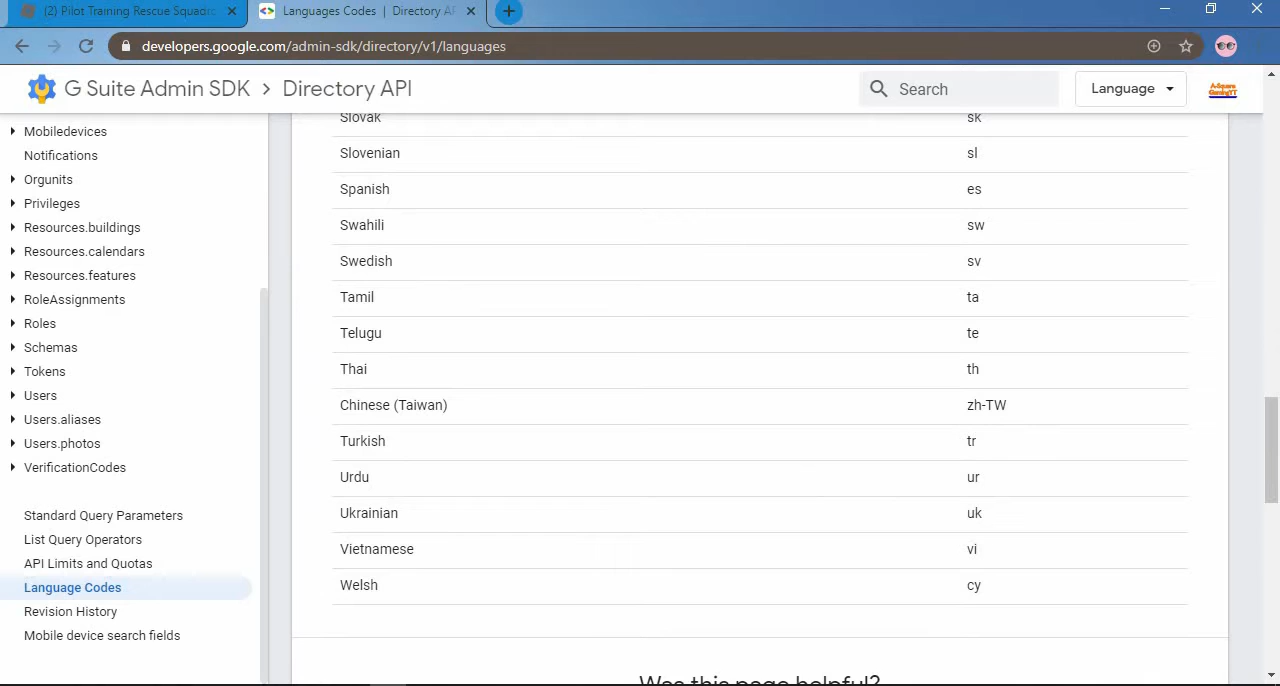 (2) Pilot Training Rescue Squadro
Languages Codes | Directory AP
developers.google.com/admin-sdk/directory/v1/languages
G Suite Admin SDK > Directory API
Search
Language
A-Square
GamingYT
Mobiledevices
Notifications
Orgunits
Privileges
Resources.buildings
Resources.calendars
Resources.features
RoleAssignments
Roles
Schemas
Tokens
Users
Users.aliases
Users.photos
VerificationCodes
Standard Query Parameters
List Query Operators
API Limits and Quotas
Language Codes
Revision History
Mobile device search fields
Slovak sk
Slovenian sl
Spanish es
Swahili sw
Swedish sv
Tamil ta
Telugu te
Thai th
Chinese (Taiwan) zh-TW
Turkish tr
Urdu ur
Ukrainian uk
Vietnamese vi
Welsh cy
Was this page helpful?